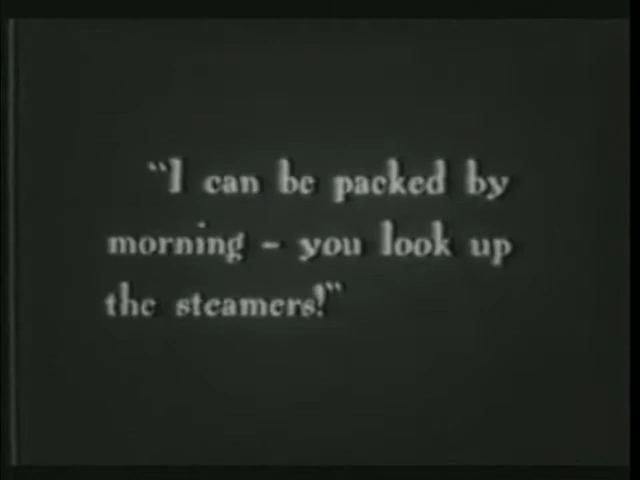 “I can be packed by
morning – you look up
the steamers!”